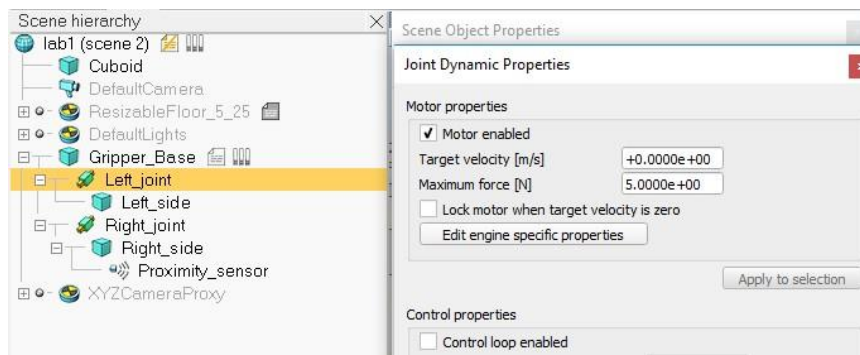 Scene hierarchy
lab1 (scene 2)
Cuboid
DefaultCamera
ResizableFloor_5_25
DefaultLights
Gripper_Base
Left_joint
Left_side
Right_joint
Right_side
Proximity_sensor
XYZCameraProxy
Scene Object Properties
Joint Dynamic Properties
Motor properties
Motor enabled
Target velocity [m/s] +0.0000e+00
Maximum force [N] 5.0000e+00
Lock motor when target velocity is zero
Edit engine specific properties
Apply to selection
Control properties
Control loop enabled